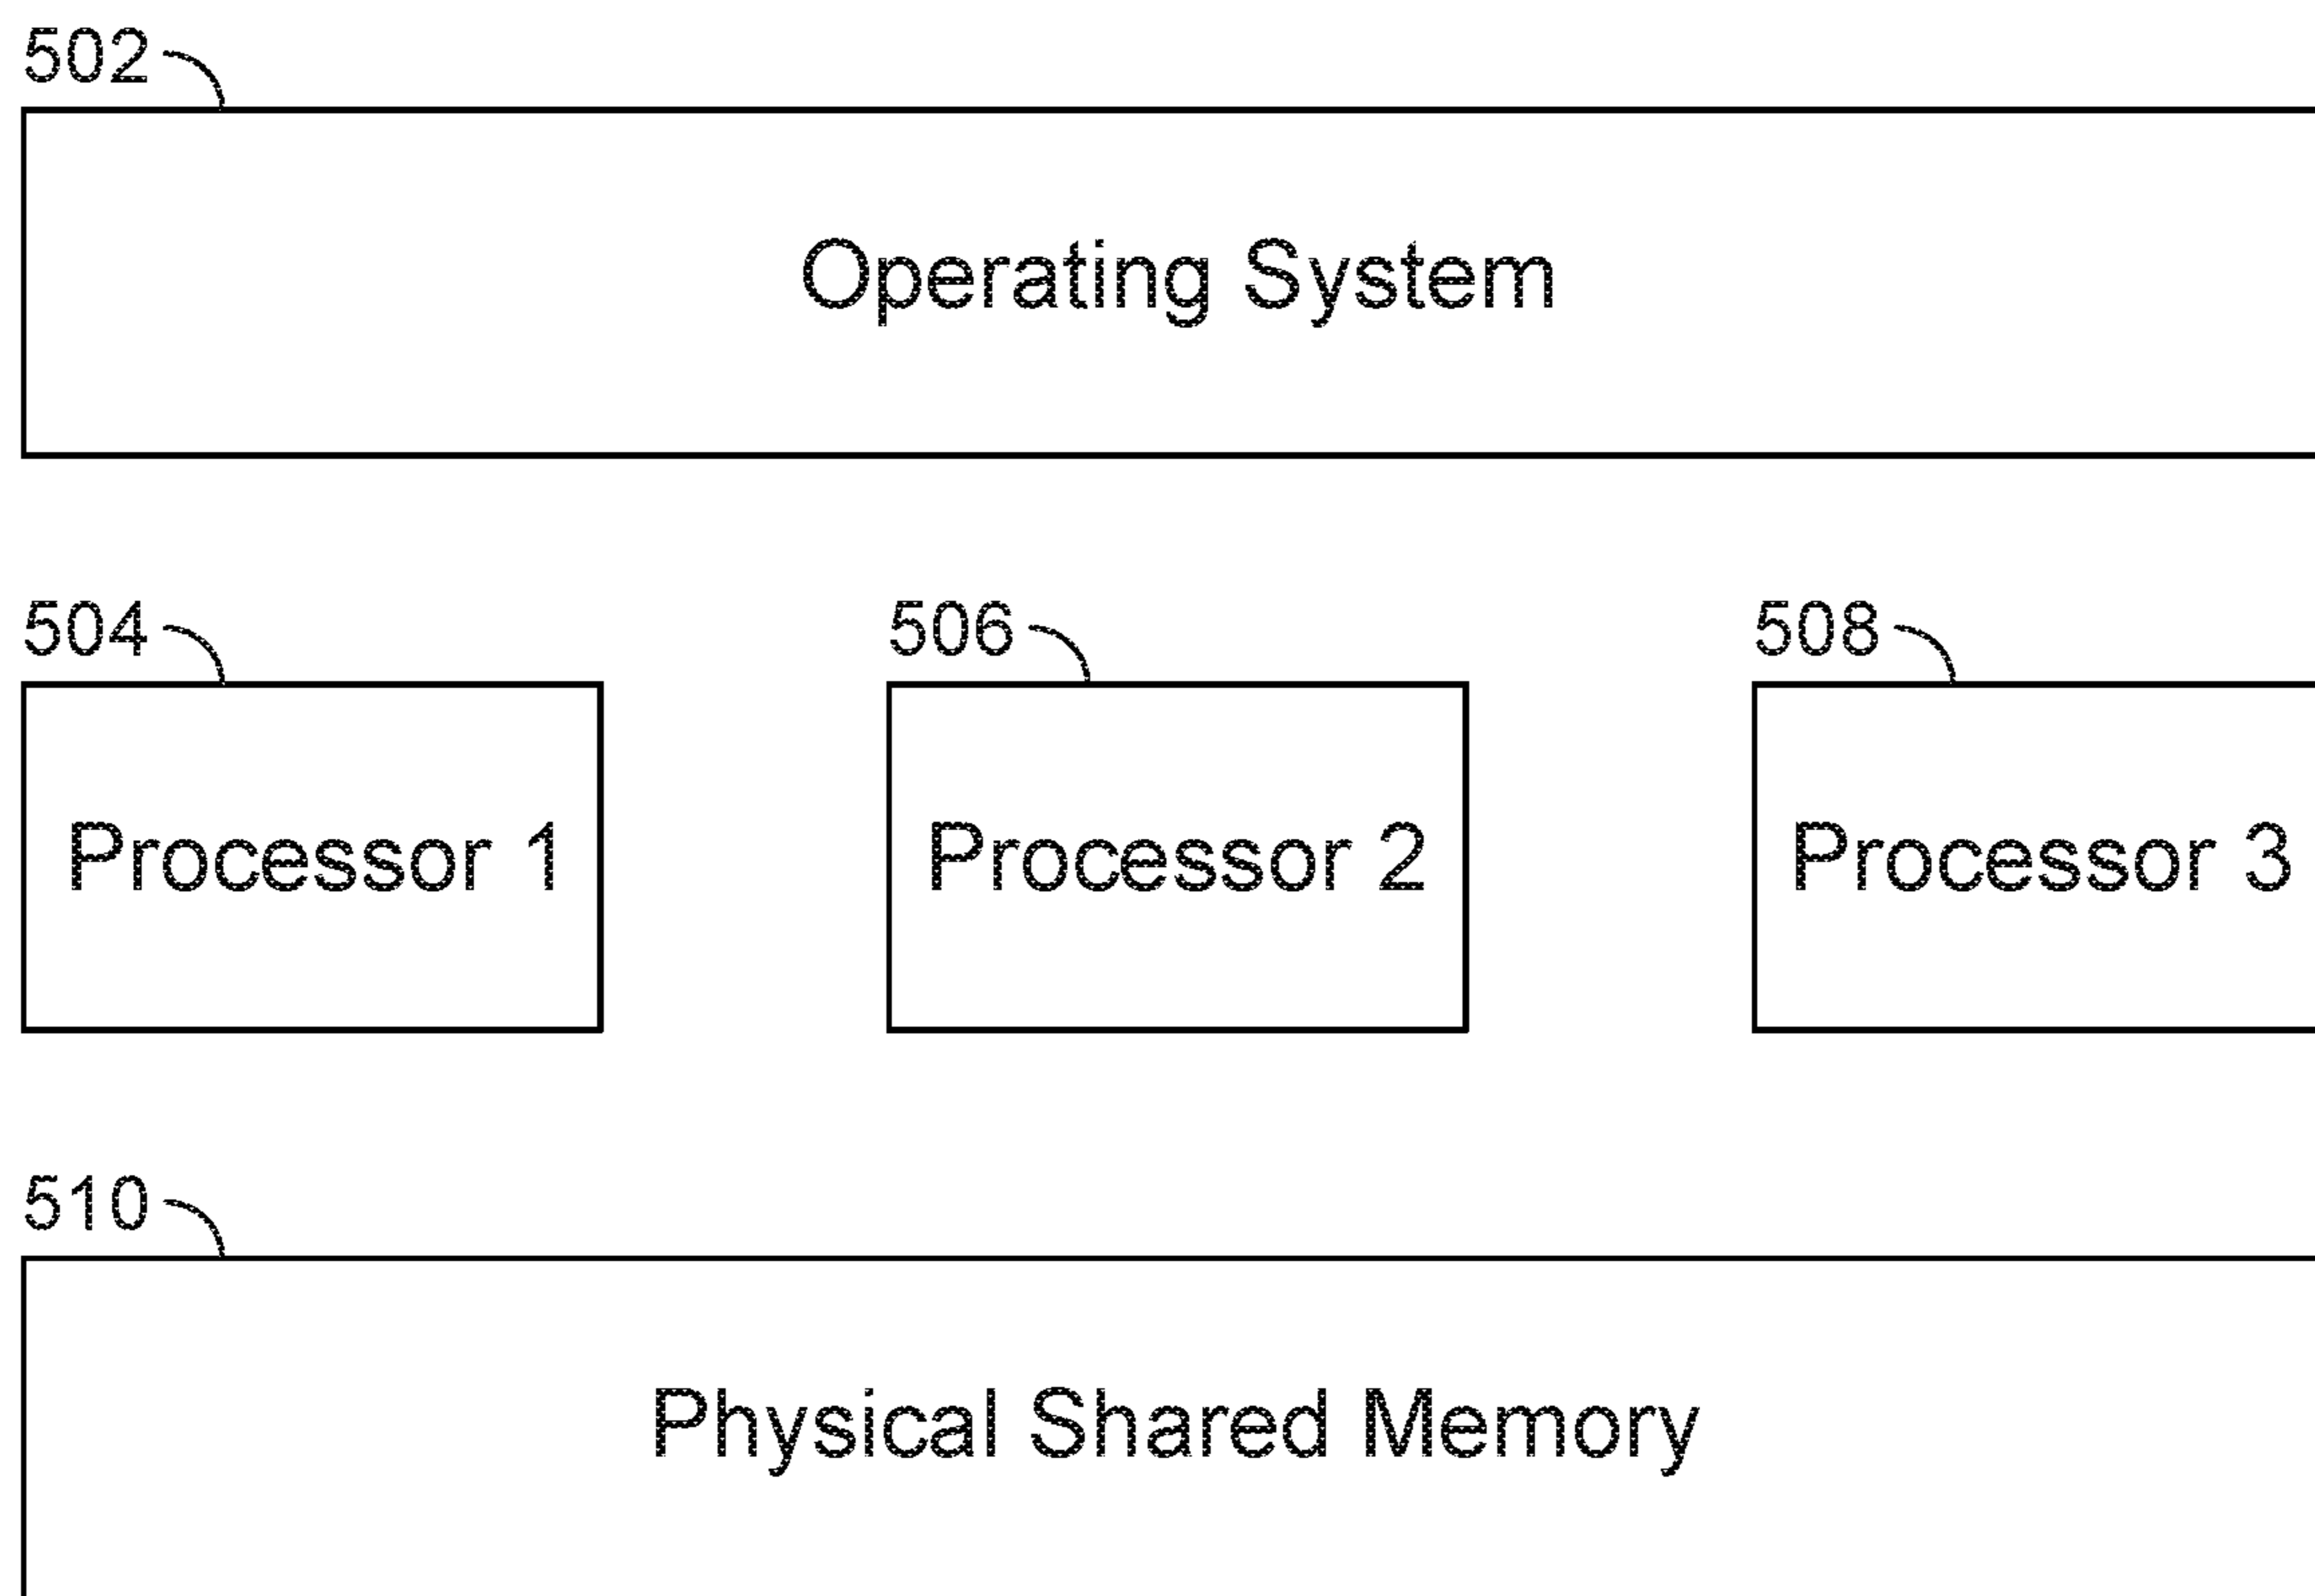 502
Operating System
504 506 508
Processor 1 Processor 2 Processor 3
510
Physical Shared Memory